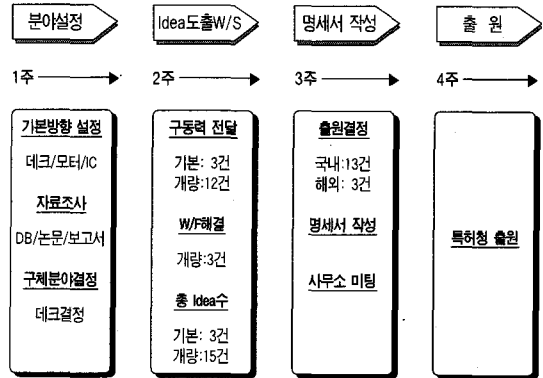 분야설정
Idea도출W/S
명세서 작성
출 원
1주
2주
3주
4주
기본방향 설정
데크/모터/IC
자료조사
DB/논문/보고서
구체분야결정
데크결정
구동력 전달
기본: 3건
개량:12건
W/F해결
개량:3건
총 Idea수
기본: 3건
개량:15건
출원결정
국내:13건
해외: 3건
명세서 작성
사무소 미팅
특허청 출원